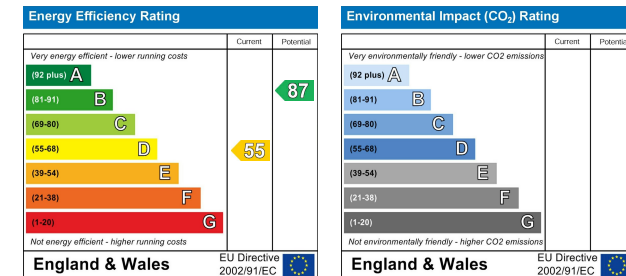 Energy Efficiency Rating
Current Potential
Very energy efficient - lower running costs
(92 plus) A
(81-91) B
87
(69-80) C
(55-68) D
55
(39-54) E
(21-38) F
(1-20) G
Not energy efficient - higher running costs
England & Wales
EU Directive
2002/91/EC
Environmental Impact (CO₂) Rating
Current Potential
Very environmentally friendly - lower CO2 emissions
(92 plus) A
(81-91) B
(69-80) C
(55-68) D
(39-54) E
(21-38) F
(1-20) G
Not environmentally friendly - higher CO2 emissions
England & Wales
EU Directive
2002/91/EC